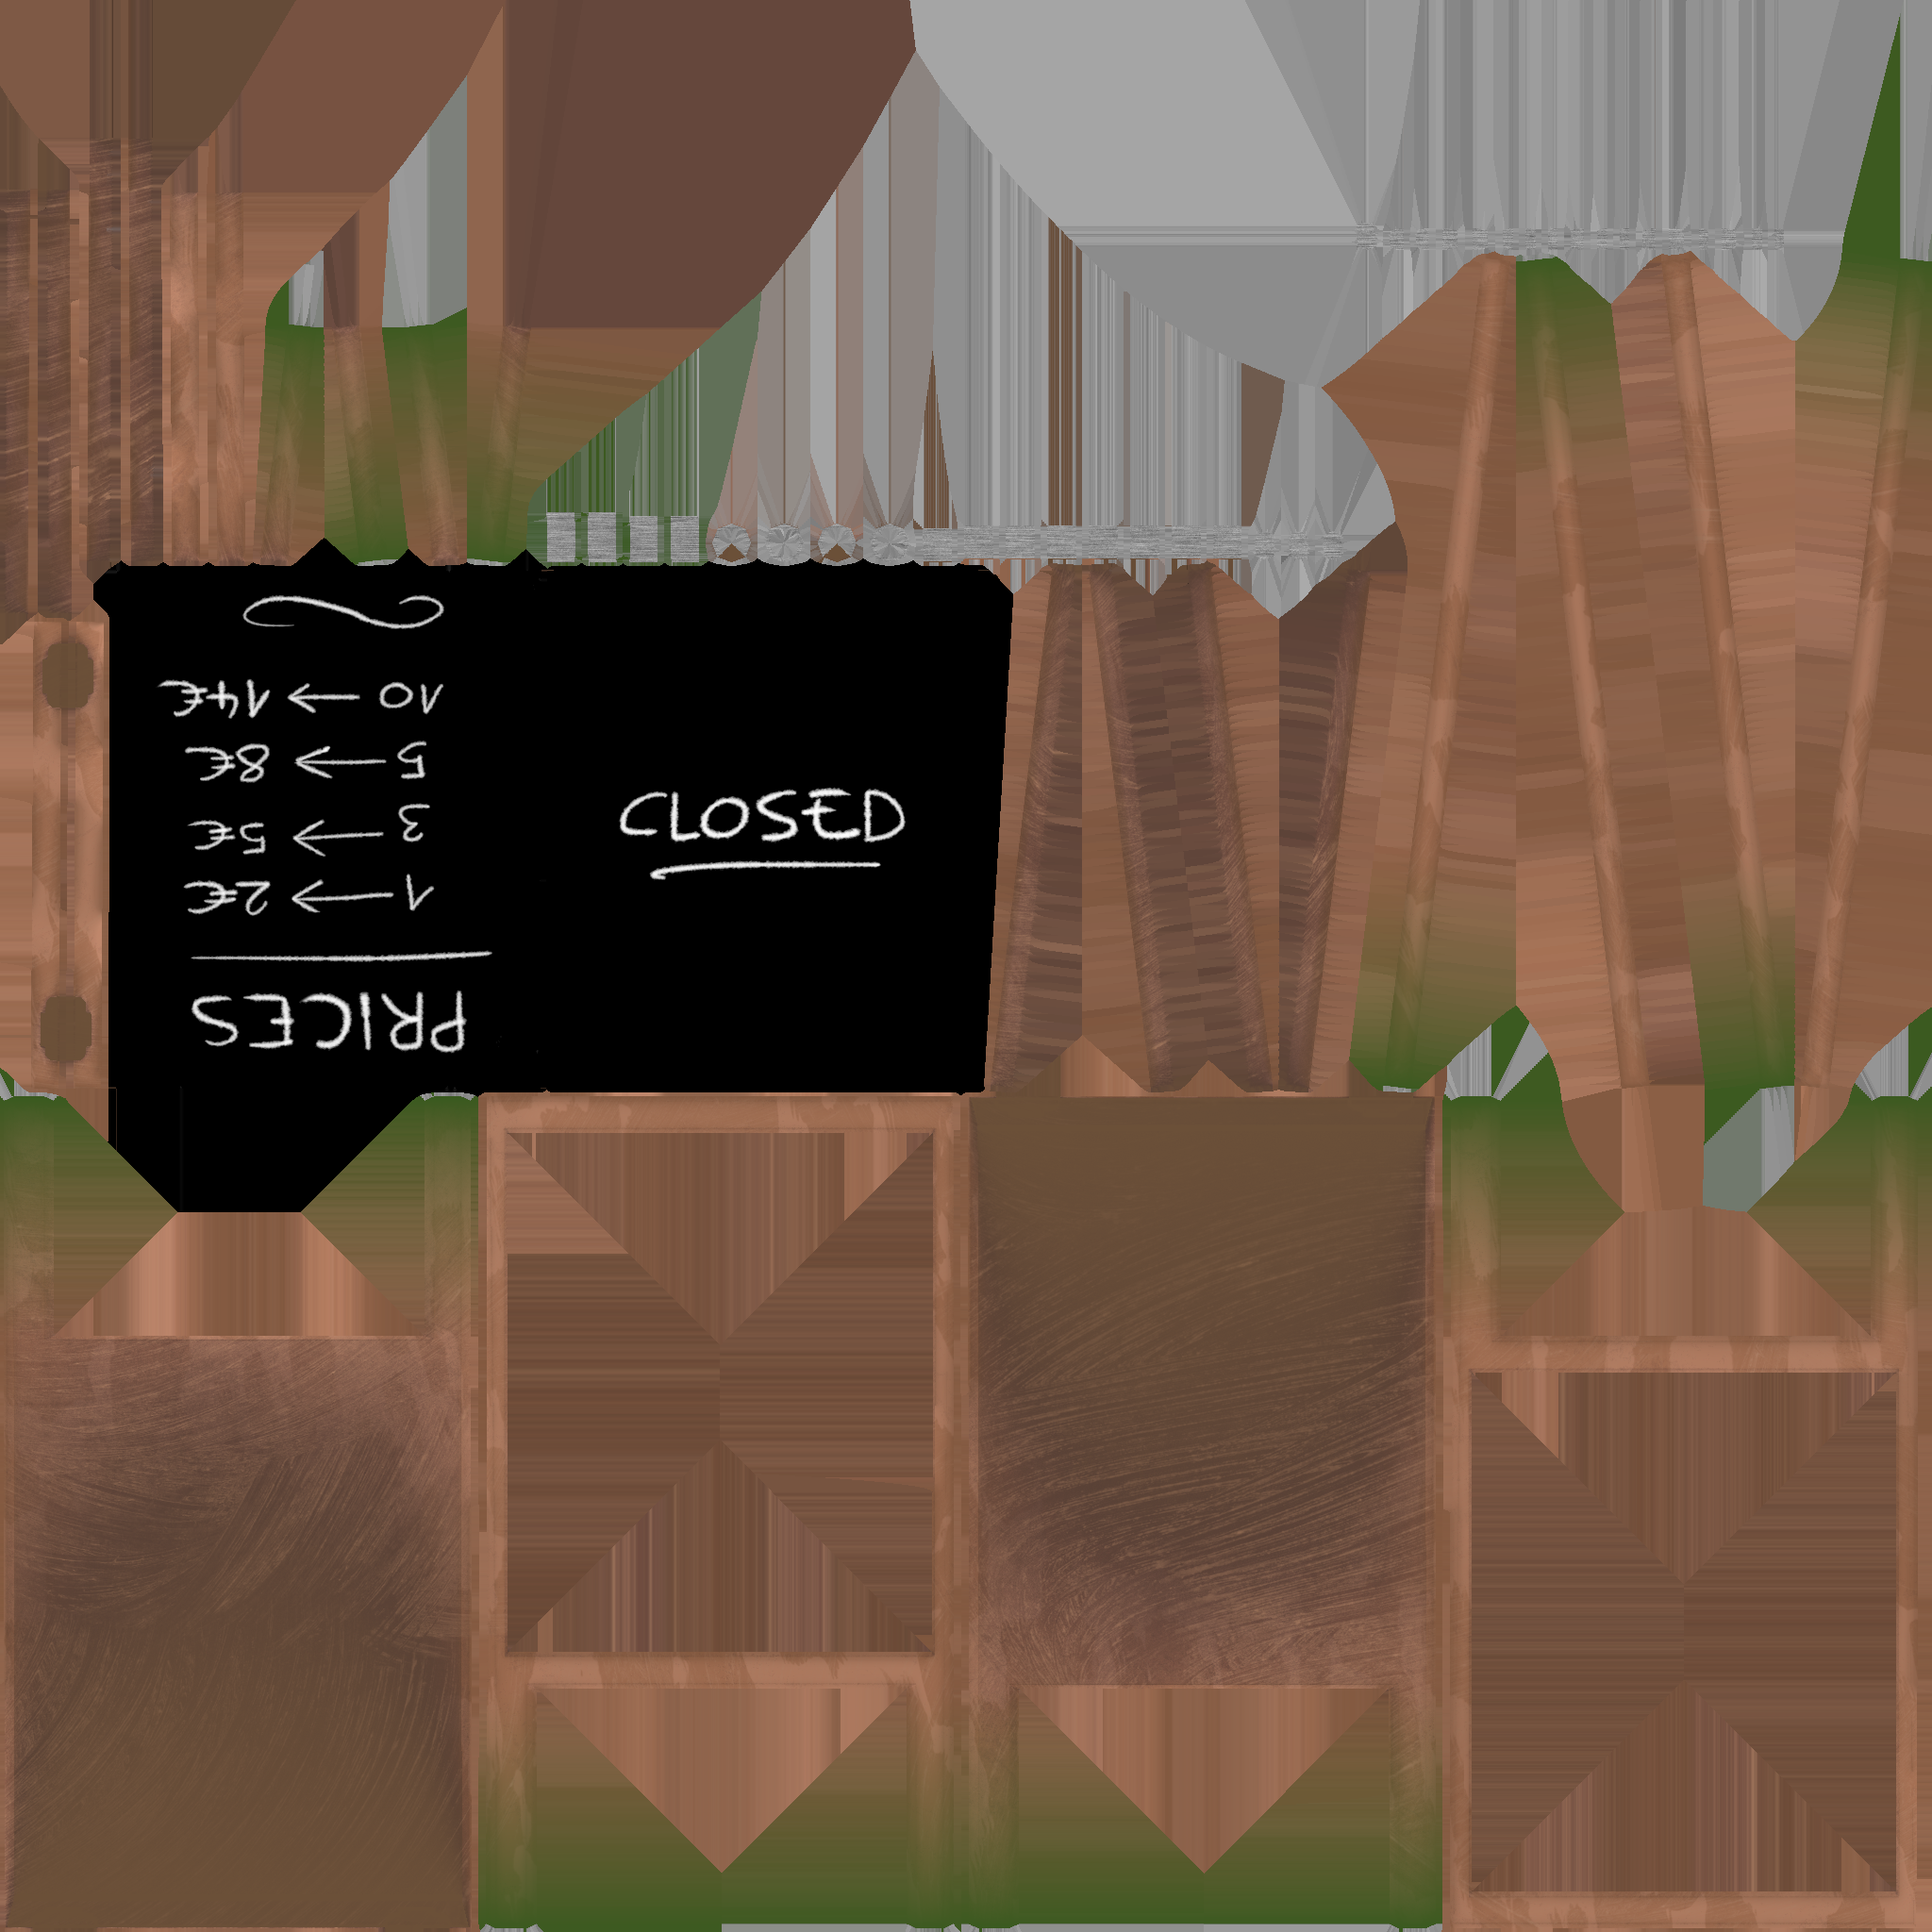 PRICES
1 → 2€
3 → 5€
5 → 8€
10 → 14€
CLOSED